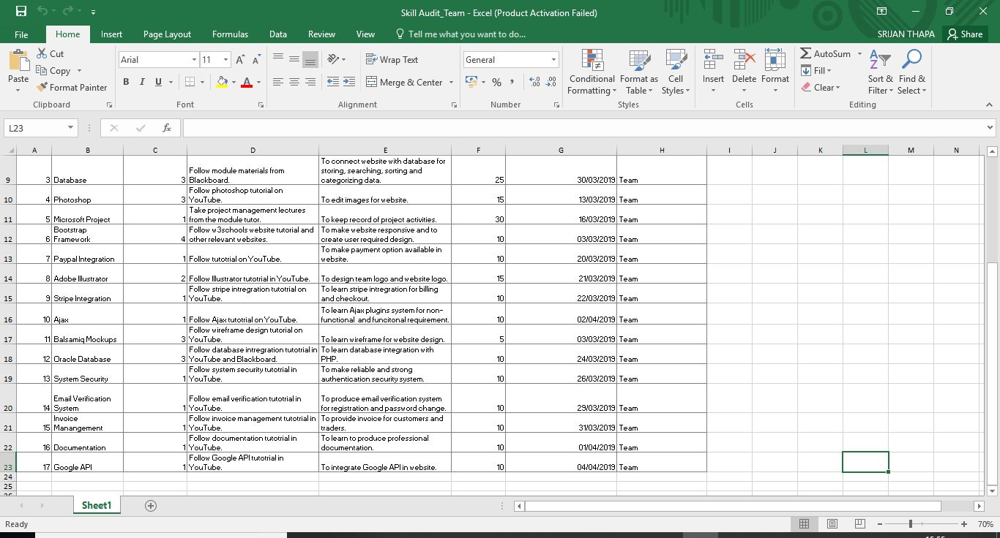 Skill Audit_Team - Excel (Product Activation Failed)
File Home Insert Page Layout Formulas Data Review View Tell me what you want to do... SRIJAN THAPA Share
Paste
Cut
Copy
Format Painter
Clipboard
Arial 11
B I U
Font
Wrap Text
Merge & Center
Alignment
General
Number
Conditional Formatting
Format as Table
Cell Styles
Styles
Insert Delete Format
Cells
AutoSum
Fill
Clear
Sort & Filter
Find & Select
Editing
L23 fx
A B C D E F G H I J K L M N
9 3 Database 3 Follow module materials from Blackboard. To connect website with database for storing, searching, sorting and categorizing data. 25 30/03/2019 Team
10 4 Photoshop 3 Follow photoshop tutorial on YouTube. To edit images for website. 15 13/03/2019 Team
11 5 Microsoft Project 1 Take project management lectures from the module tutor. To keep record of project activities. 30 16/03/2019 Team
12 6 Bootstrap Framework 4 Follow w3schools website tutorial and other relevant websites. To make website responsive and to create user required design. 10 03/03/2019 Team
13 7 Paypal Integration 1 Follow tutotrial on YouTube. To make payment option available in website. 10 20/03/2019 Team
14 8 Adobe Illustrator 2 Follow Illustrator tutotrial in YouTube. To design team logo and website logo. 15 21/03/2019 Team
15 9 Stripe Integration 1 Follow stripe intregration tutotrial on YouTube. To learn stripe intregration for billing and checkout. 10 22/03/2019 Team
16 10 Ajax 1 Follow Ajax tutotrial on YouTube. To learn Ajax plugins system for non-functional and funcitonal requirement. 10 02/04/2019 Team
17 11 Balsamiq Mockups 3 Follow wireframe design tutorial on YouTube. To learn wireframe for website design. 5 03/03/2019 Team
18 12 Oracle Database 3 Follow database intregration tutotrial in YouTube and Blackboard. To learn database integration with PHP. 10 24/03/2019 Team
19 13 System Security 1 Follow system security tutotrial in YouTube. To make reliable and strong authentication security system. 10 26/03/2019 Team
20 14 Email Verification System 1 Follow email verification tutotrial in YouTube. To produce email verification system for registration and password change. 10 29/03/2019 Team
21 15 Invoice Manangement 1 Follow invoice management tutotrial in YouTube. To provide invoice for customers and traders. 10 31/03/2019 Team
22 16 Documentation 1 Follow documentation tutotrial in YouTube. To learn to produce professional documentation. 10 01/04/2019 Team
23 17 Google API 1 Follow Google API tutotrial in YouTube. To integrate Google API in website. 10 04/04/2019 Team
24
25
Sheet1
Ready 70%